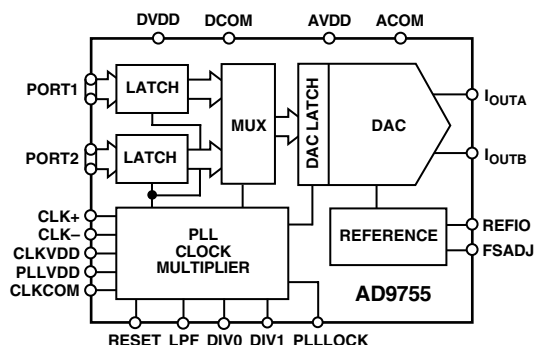 DVDD DCOM AVDD ACOM
PORT1
LATCH
MUX
DAC LATCH
DAC
IOUTA
PORT2
LATCH
IOUTB
CLK+
CLK–
CLKVDD
PLLVDD
CLKCOM
PLL
CLOCK
MULTIPLIER
REFERENCE
REFIO
FSADJ
AD9755
RESET LPF DIV0 DIV1 PLLLOCK